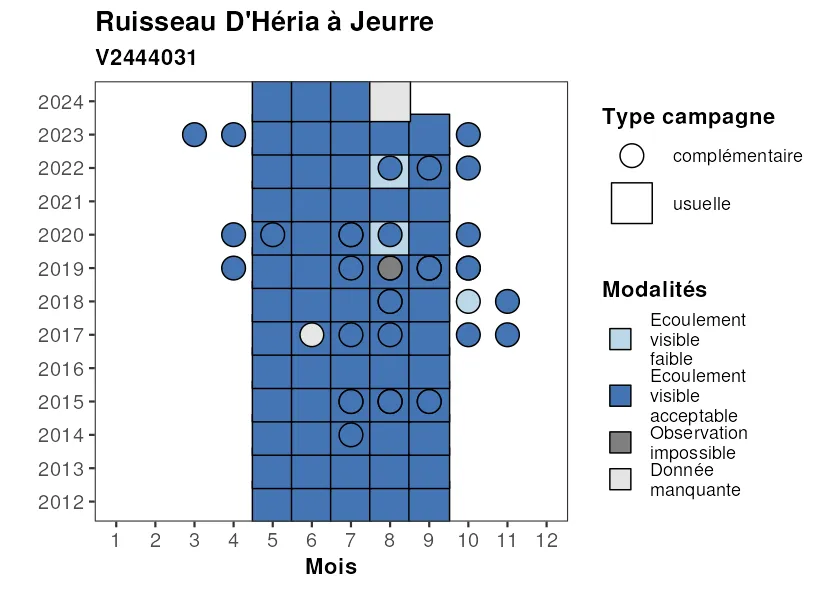 Ruisseau D'Héria à Jeurre
V2444031
2024
2023
2022
2021
2020
2019
2018
2017
2016
2015
2014
2013
2012
1 2 3 4 5 6 7 8 9 10 11 12
Mois
Type campagne
complémentaire
usuelle
Modalités
Ecoulement
visible
faible
Ecoulement
visible
acceptable
Observation
impossible
Donnée
manquante